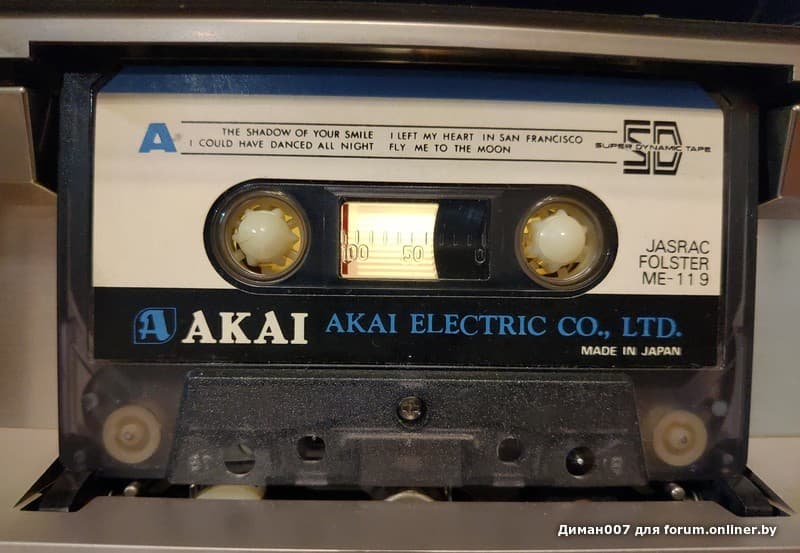 A
THE SHADOW OF YOUR SMILE I LEFT MY HEART IN SAN FRANCISCO
I COULD HAVE DANCED ALL NIGHT FLY ME TO THE MOON
SD
SUPER DYNAMIC TAPE
100 50 0
JASRAC
FOLSTER
ME-119
A AKAI AKAI ELECTRIC CO., LTD.
MADE IN JAPAN
Диман007 для forum.onliner.by